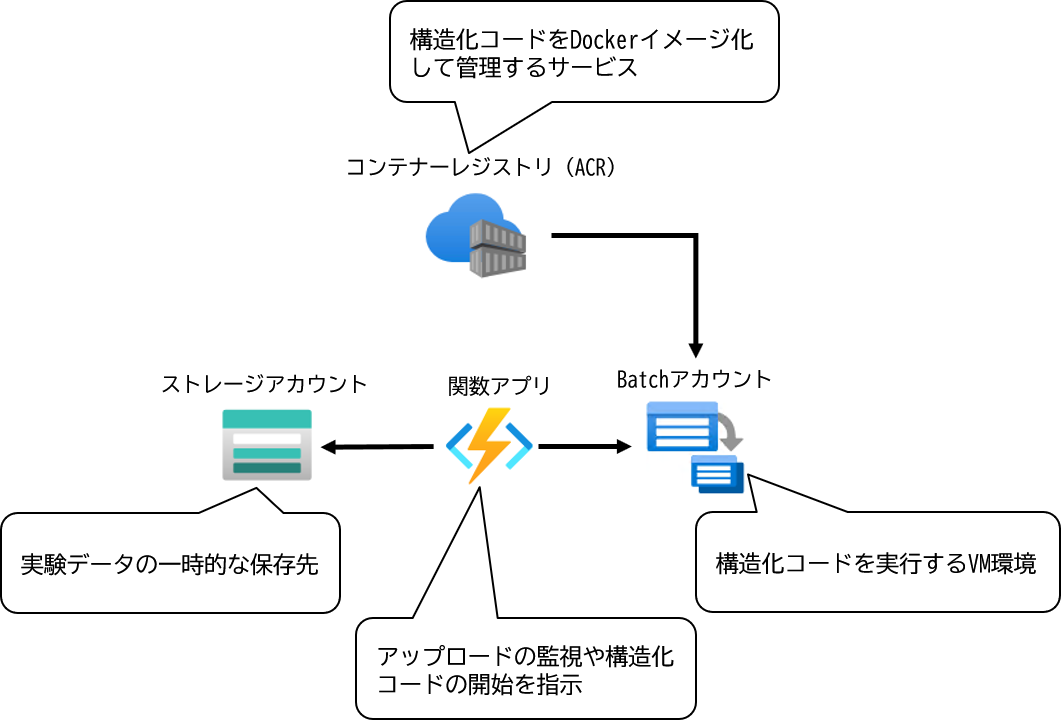 構造化コードをDockerイメージ化
して管理するサービス
コンテナーレジストリ（ACR）
ストレージアカウント
関数アプリ
Batchアカウント
実験データの一時的な保存先
構造化コードを実行するVM環境
アップロードの監視や構造化
コードの開始を指示